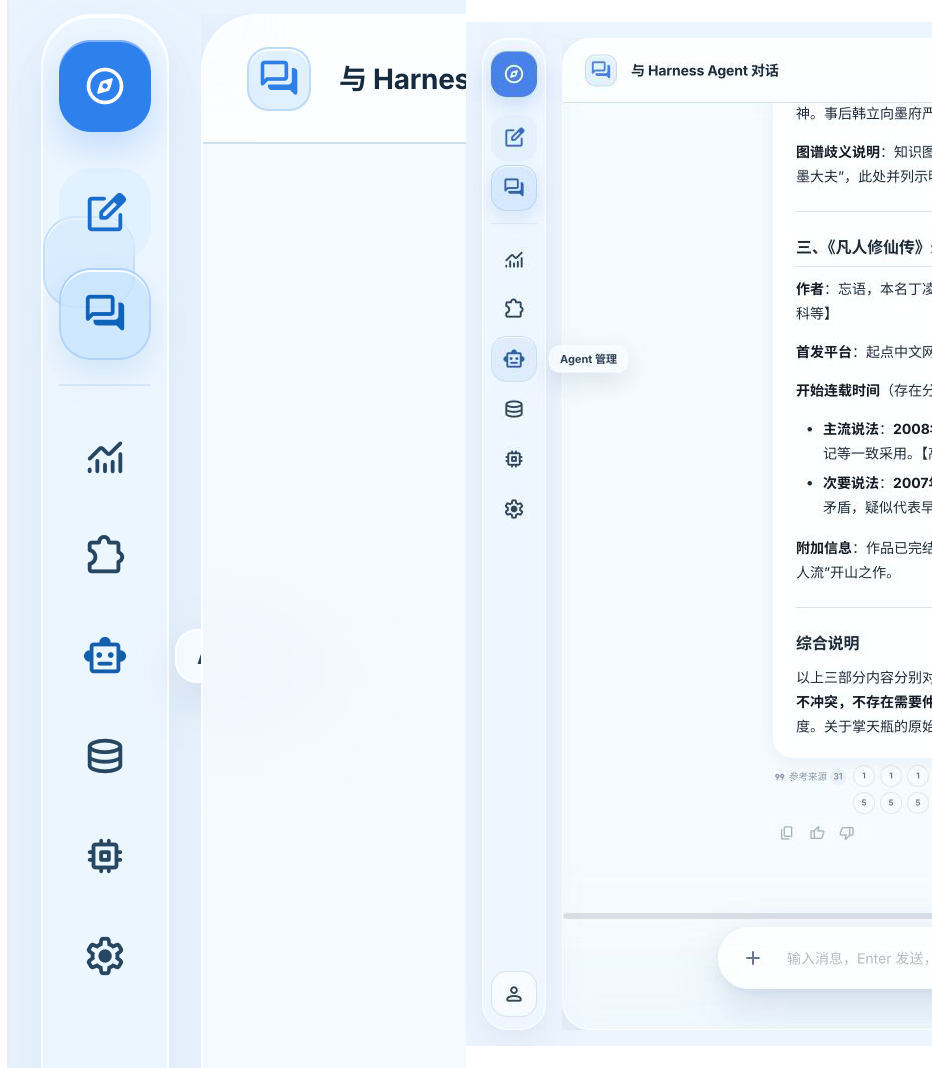 与 Harnes
与 Harness Agent 对话
神。事后韩立向墨府严
图谱歧义说明：知识图
墨大夫”，此处并列示
三、《凡人修仙传》
作者：忘语，本名丁凌
科等】
Agent 管理
首发平台：起点中文网
开始连载时间（存在分
主流说法：2008
记等一致采用。【
次要说法：2007
矛盾，疑似代表早
附加信息：作品已完结
人流”开山之作。
综合说明
以上三部分内容分别对
不冲突，不存在需要仲
度。关于掌天瓶的原始
参考来源 31 1 1 1
5 5 5
输入消息，Enter 发送，